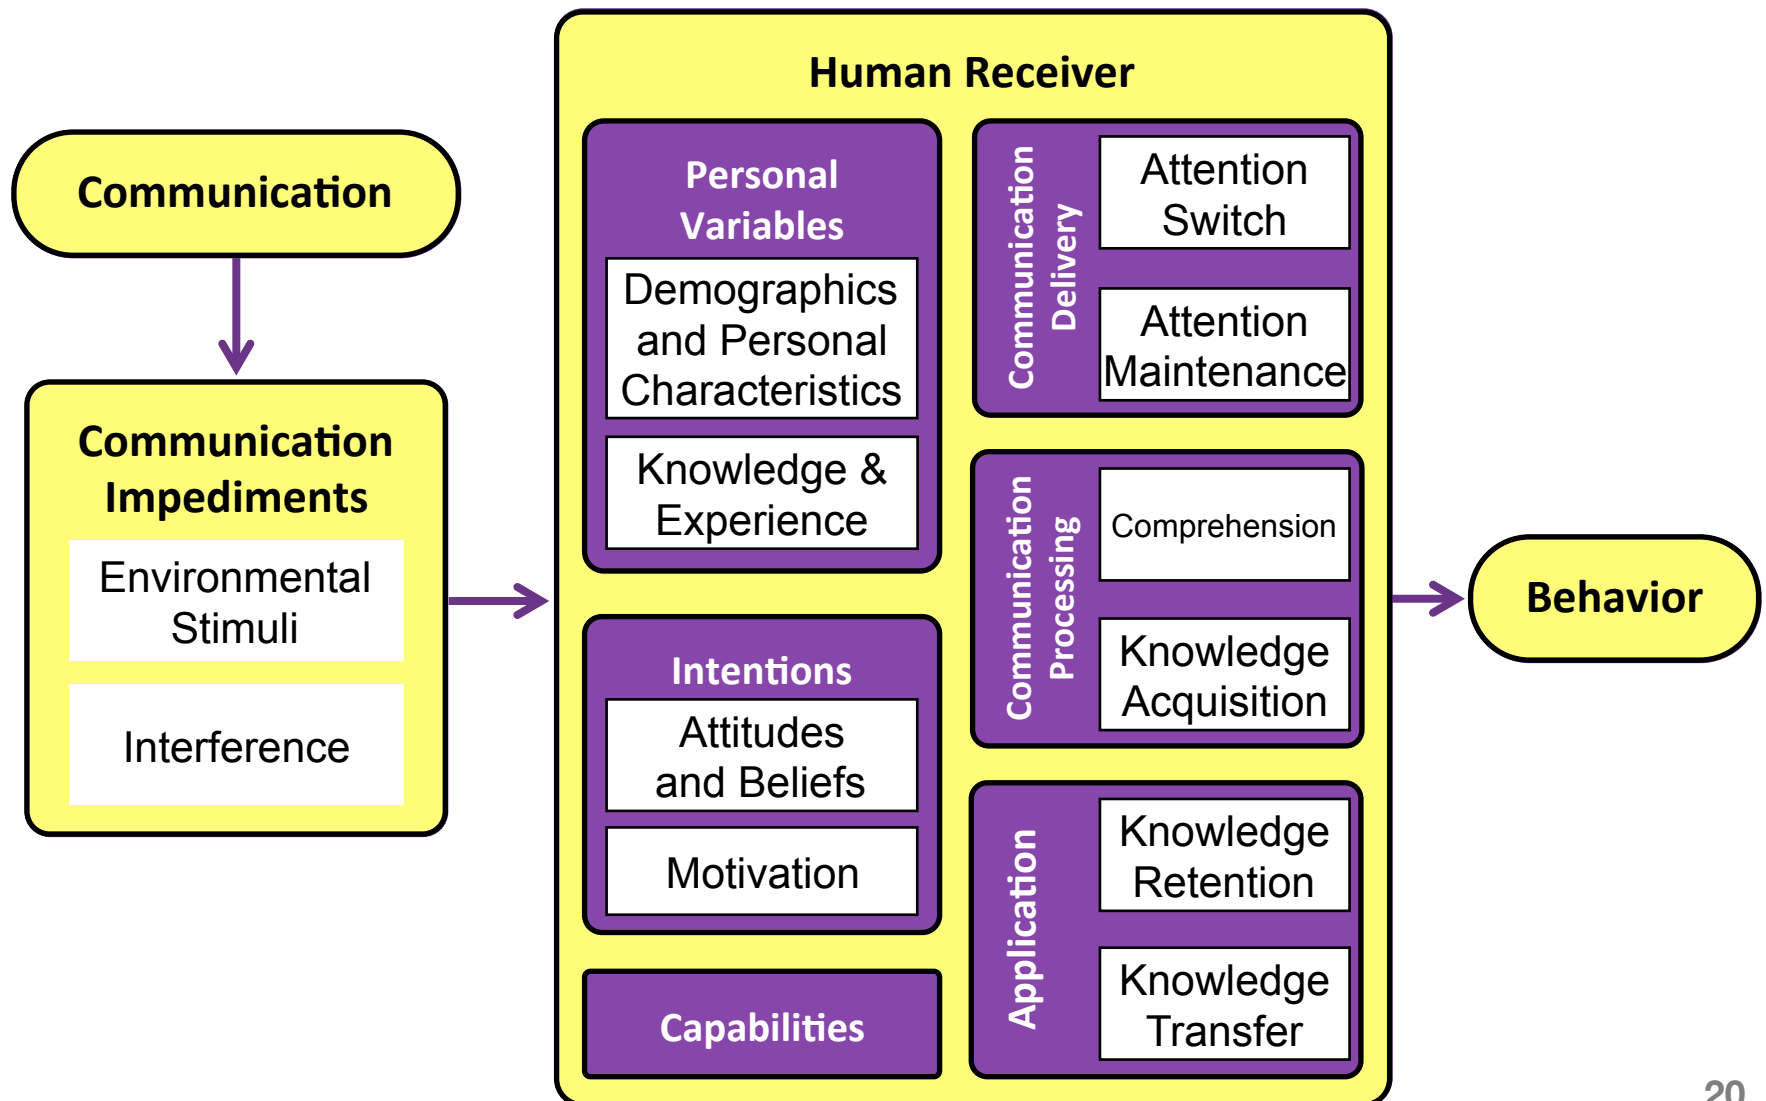 Human Receiver
Communication
Communication
Impediments
Environmental
Stimuli
Interference
Personal
Variables
Demographics
and Personal
Characteristics
Knowledge &
Experience
Intentions
Attitudes
and Beliefs
Motivation
Capabilities
Communication
Delivery
Attention
Switch
Attention
Maintenance
Communication
Processing
Comprehension
Knowledge
Acquisition
Application
Knowledge
Retention
Knowledge
Transfer
Behavior
20